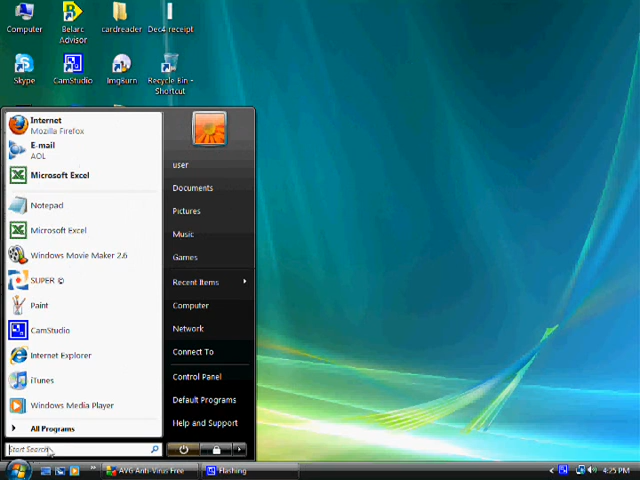 Computer
Belarc
Advisor
cardreader
Dec4 receipt
Skype
CamStudio
ImgBurn
Recycle Bin -
Shortcut
Internet
Mozilla Firefox
E-mail
AOL
Microsoft Excel
Notepad
Microsoft Excel
Windows Movie Maker 2.6
SUPER ©
Paint
CamStudio
Internet Explorer
iTunes
Windows Media Player
All Programs
Start Search
user
Documents
Pictures
Music
Games
Recent Items
Computer
Network
Connect To
Control Panel
Default Programs
Help and Support
AVG Anti-Virus Free
Flashing
4:25 PM